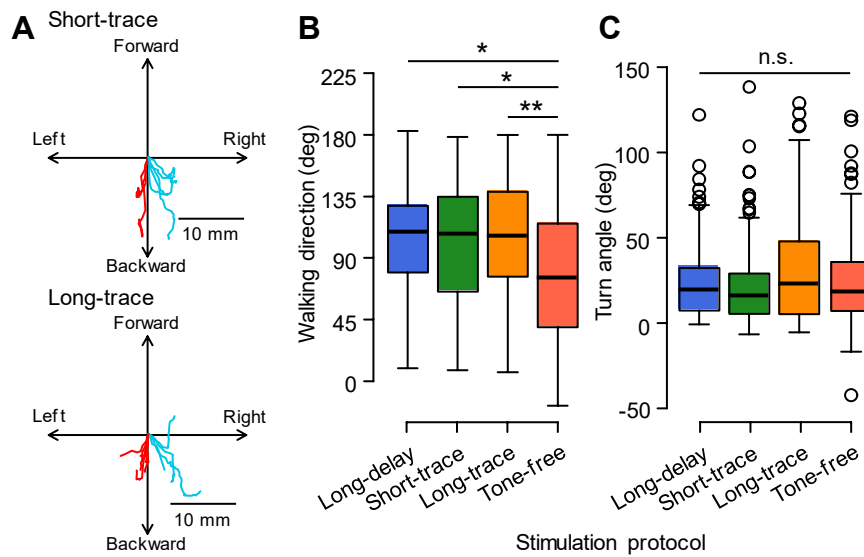 A
Short-trace
Forward
Left
Right
10 mm
Backward
Long-trace
Forward
Left
Right
10 mm
Backward
B
*
*
**
225
180
135
90
45
0
Walking direction (deg)
Long-delay
Short-trace
Long-trace
Tone-free
C
n.s.
150
100
50
0
-50
Turn angle (deg)
Long-delay
Short-trace
Long-trace
Tone-free
Stimulation protocol